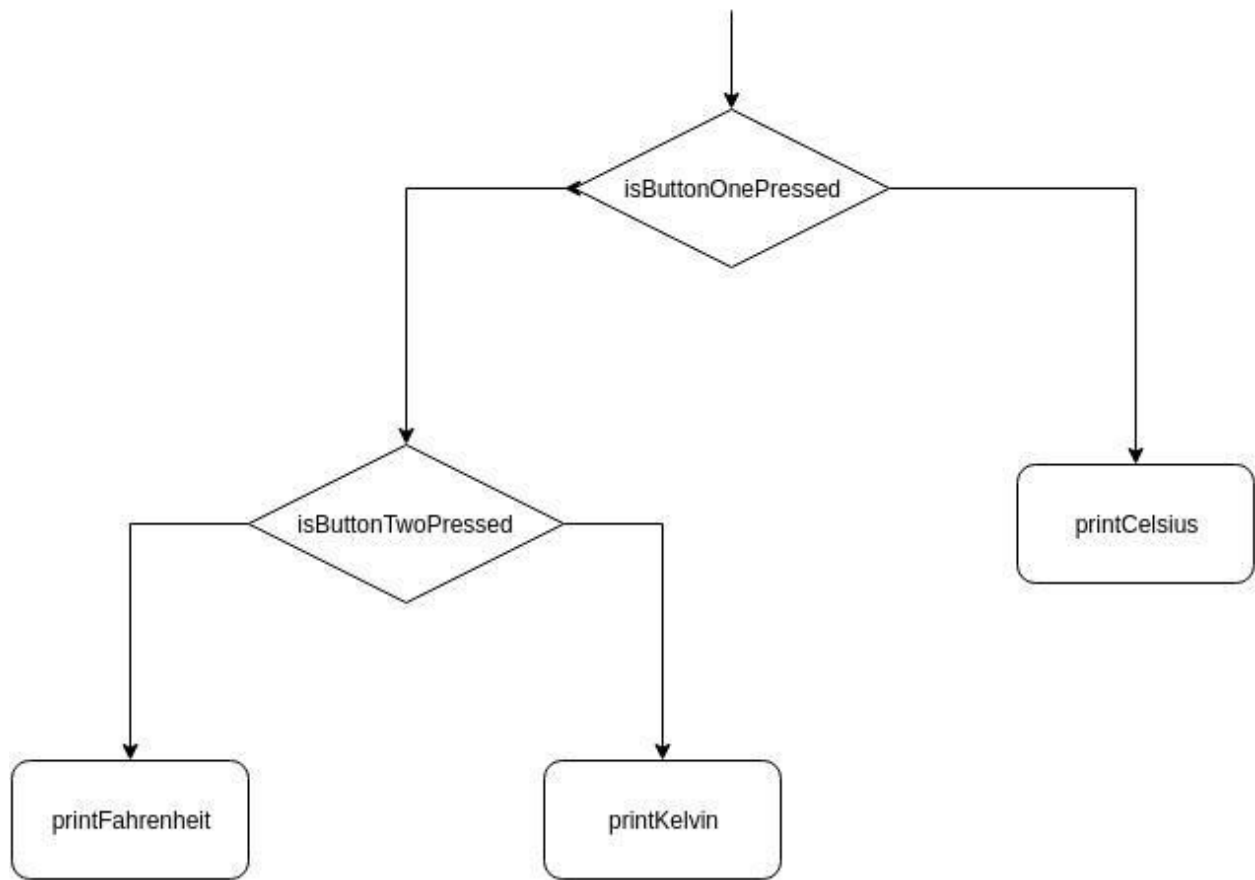 isButtonOnePressed
isButtonTwoPressed
printCelsius
printFahrenheit
printKelvin